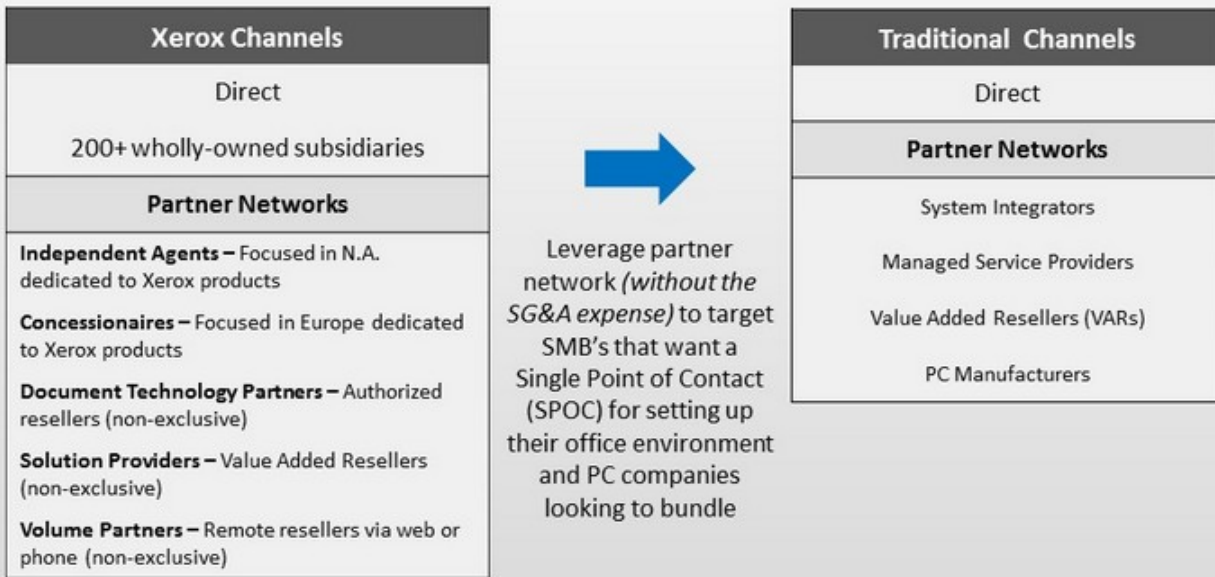 Xerox Channels
Direct
200+ wholly-owned subsidiaries
Partner Networks
Independent Agents – Focused in N.A.
dedicated to Xerox products
Concessionaires – Focused in Europe dedicated
to Xerox products
Document Technology Partners – Authorized
resellers (non-exclusive)
Solution Providers – Value Added Resellers
(non-exclusive)
Volume Partners – Remote resellers via web or
phone (non-exclusive)
Leverage partner
network (without the
SG&A expense) to target
SMB's that want a
Single Point of Contact
(SPOC) for setting up
their office environment
and PC companies
looking to bundle
Traditional Channels
Direct
Partner Networks
System Integrators
Managed Service Providers
Value Added Resellers (VARs)
PC Manufacturers